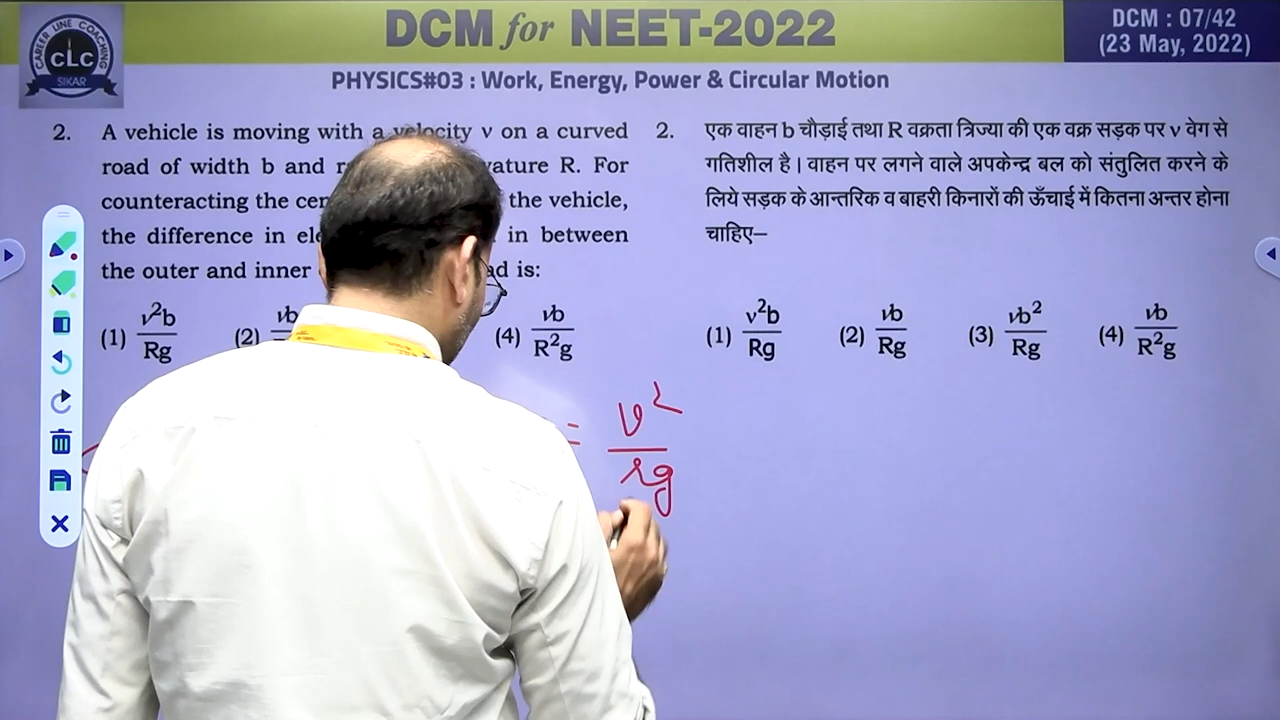 DCM for NEET-2022
DCM : 07/42
(23 May, 2022)
CAREER LINE COACHING
CLC
SIKAR
PHYSICS#03 : Work, Energy, Power & Circular Motion
2. A vehicle is moving with a velocity v on a curved
road of width b and R. For
counteracting the the vehicle,
the difference in in between
the outer and inner is:
(1) v²b/Rg (2) vb (4) vb/R²g
2. एक वाहन b चौड़ाई तथा R वक्रता त्रिज्या की एक वक्र सड़क पर v वेग से
गतिशील है। वाहन पर लगने वाले अपकेन्द्र बल को संतुलित करने के
लिये सड़क के आन्तरिक व बाहरी किनारों की ऊँचाई में कितना अन्तर होना
चाहिए–
(1) v²b/Rg (2) vb/Rg (3) vb²/Rg (4) vb/R²g
= v²/rg